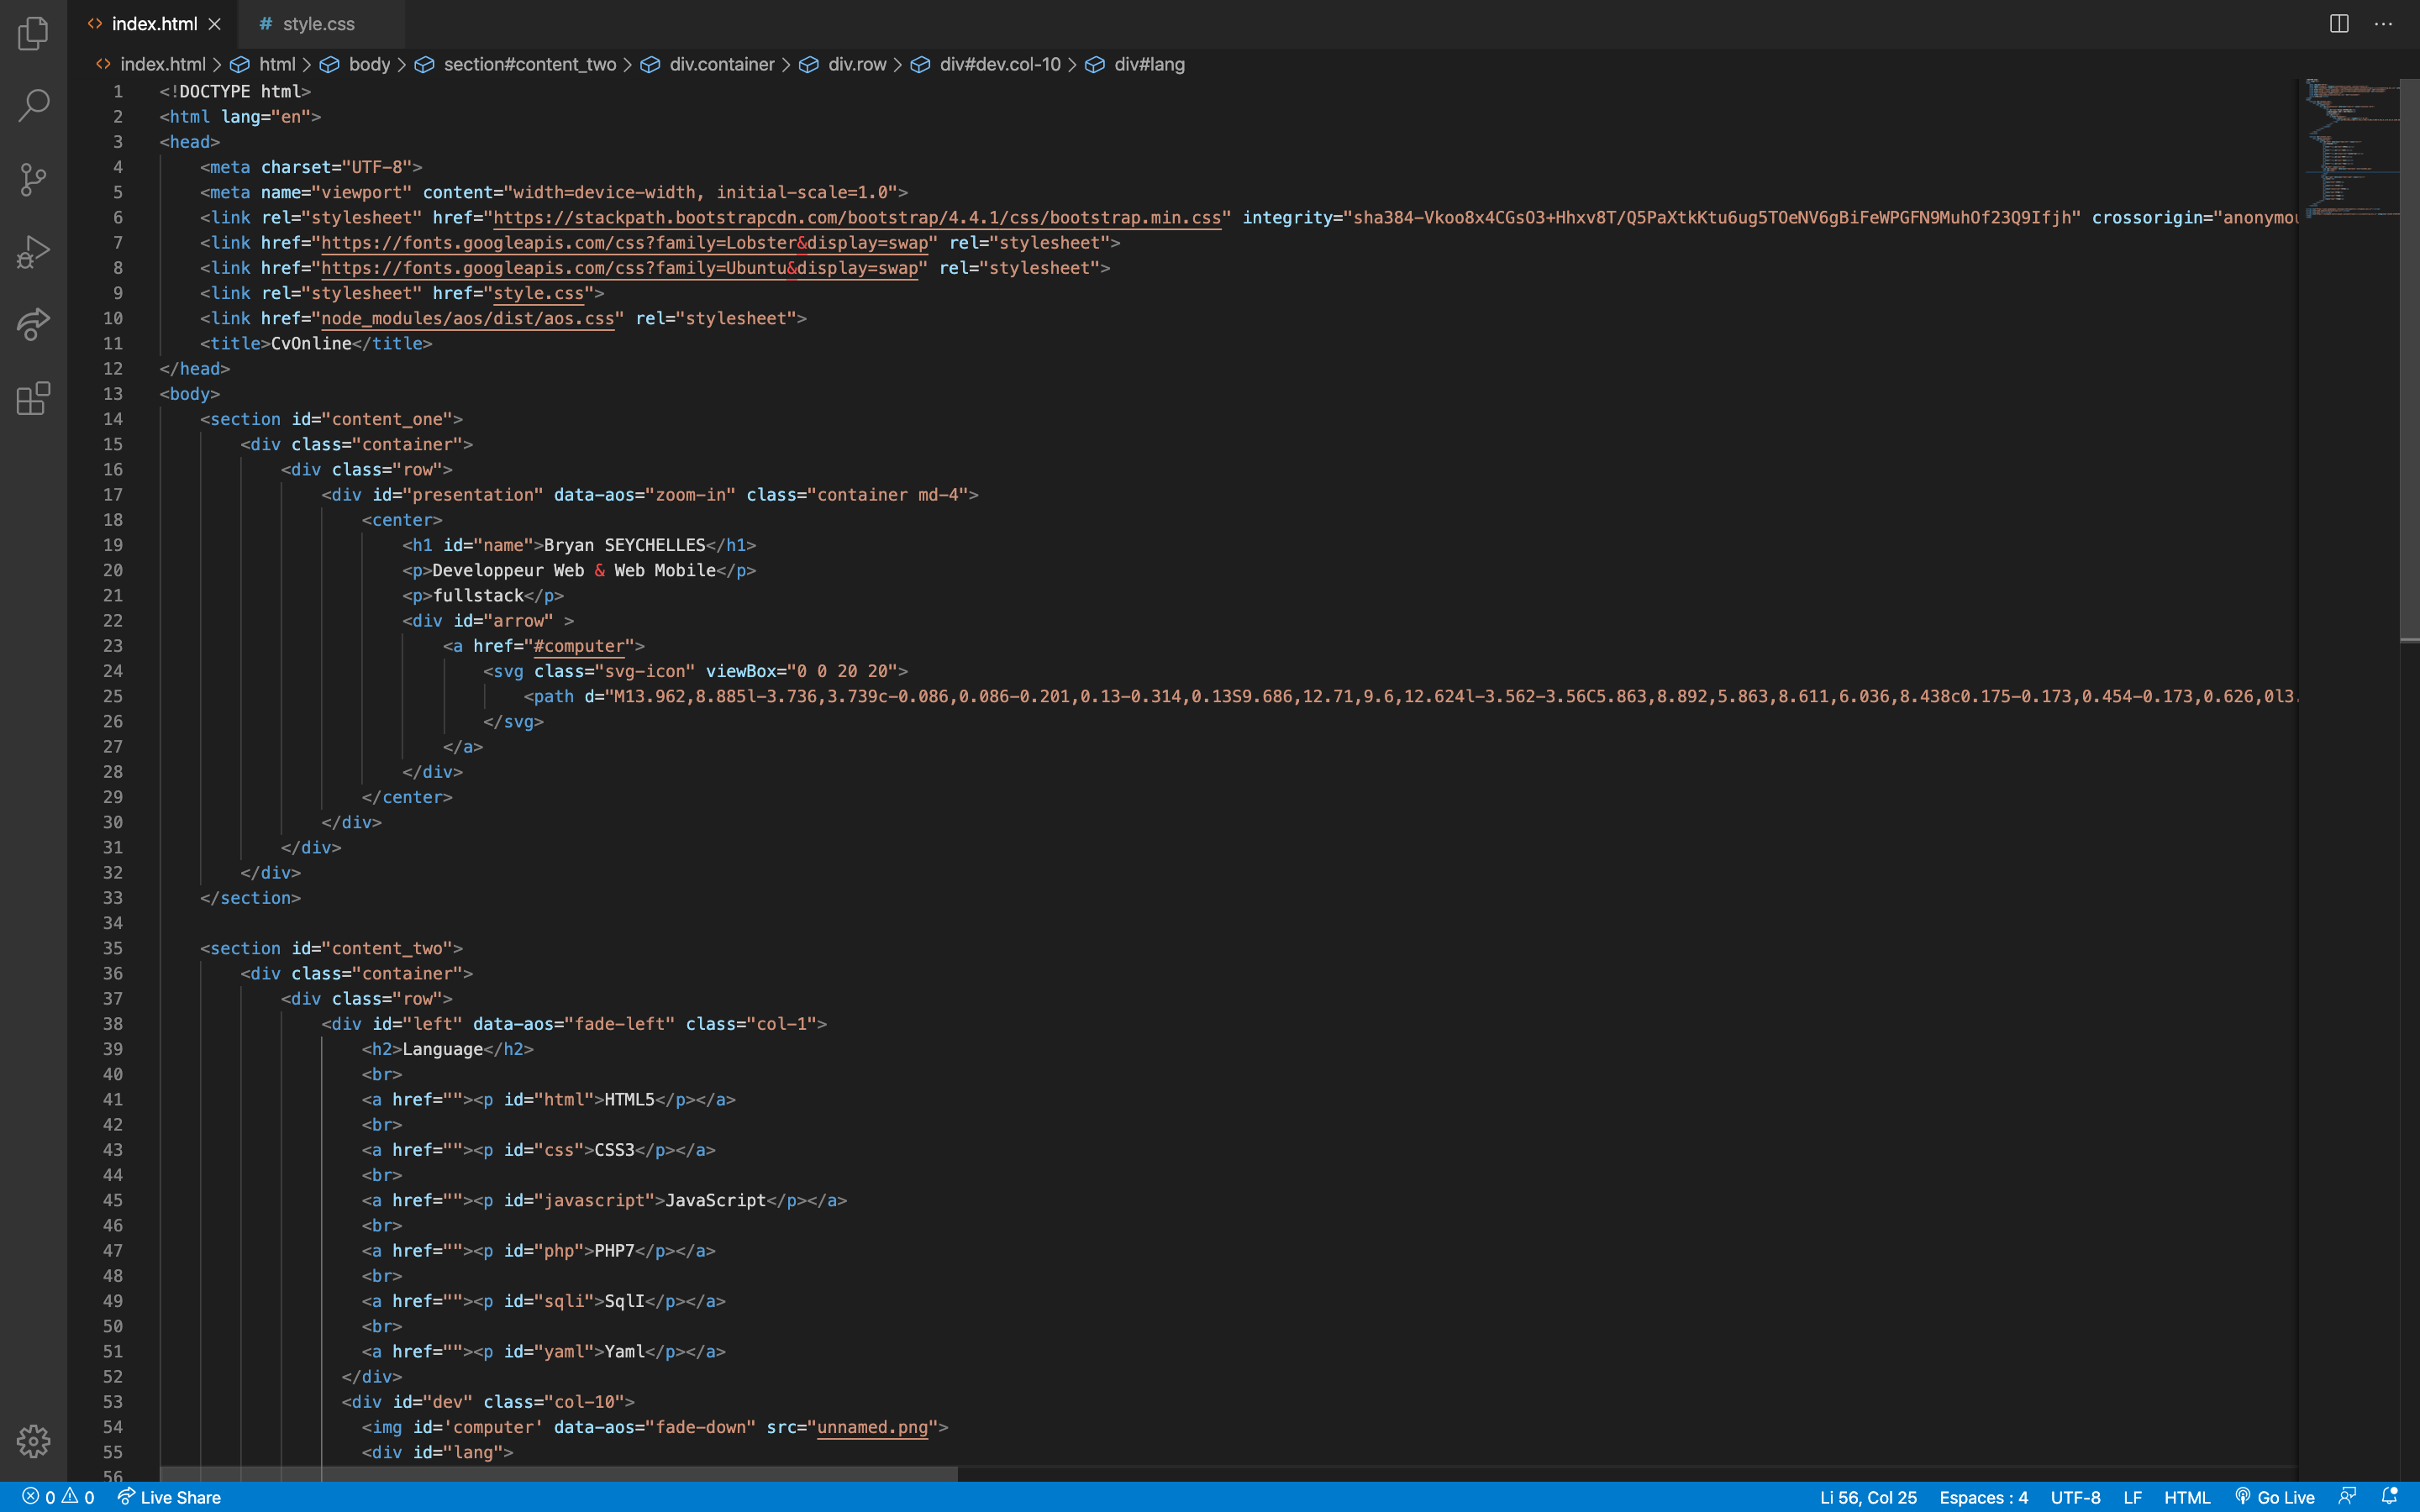 index.html
style.css
index.html > html > body > section#content_two > div.container > div.row > div#dev.col-10 > div#lang
1 <!DOCTYPE html>
2 <html lang="en">
3 <head>
4 <meta charset="UTF-8">
5 <meta name="viewport" content="width=device-width, initial-scale=1.0">
6 <link rel="stylesheet" href="https://stackpath.bootstrapcdn.com/bootstrap/4.4.1/css/bootstrap.min.css" integrity="sha384-Vkoo8x4CGsO3+Hhxv8T/Q5PaXtkKtu6ug5TOeNV6gBiFeWPGFN9MuhOf23Q9Ifjh" crossorigin="anonymou
7 <link href="https://fonts.googleapis.com/css?family=Lobster&display=swap" rel="stylesheet">
8 <link href="https://fonts.googleapis.com/css?family=Ubuntu&display=swap" rel="stylesheet">
9 <link rel="stylesheet" href="style.css">
10 <link href="node_modules/aos/dist/aos.css" rel="stylesheet">
11 <title>CvOnline</title>
12 </head>
13 <body>
14 <section id="content_one">
15 <div class="container">
16 <div class="row">
17 <div id="presentation" data-aos="zoom-in" class="container md-4">
18 <center>
19 <h1 id="name">Bryan SEYCHELLES</h1>
20 <p>Developpeur Web & Web Mobile</p>
21 <p>fullstack</p>
22 <div id="arrow" >
23 <a href="#computer">
24 <svg class="svg-icon" viewBox="0 0 20 20">
25 <path d="M13.962,8.885l-3.736,3.739c-0.086,0.086-0.201,0.13-0.314,0.13S9.686,12.71,9.6,12.624l-3.562-3.56C5.863,8.892,5.863,8.611,6.036,8.438c0.175-0.173,0.454-0.173,0.626,0l3.
26 </svg>
27 </a>
28 </div>
29 </center>
30 </div>
31 </div>
32 </div>
33 </section>
34
35 <section id="content_two">
36 <div class="container">
37 <div class="row">
38 <div id="left" data-aos="fade-left" class="col-1">
39 <h2>Language</h2>
40 <br>
41 <a href=""><p id="html">HTML5</p></a>
42 <br>
43 <a href=""><p id="css">CSS3</p></a>
44 <br>
45 <a href=""><p id="javascript">JavaScript</p></a>
46 <br>
47 <a href=""><p id="php">PHP7</p></a>
48 <br>
49 <a href=""><p id="sqli">SqlI</p></a>
50 <br>
51 <a href=""><p id="yaml">Yaml</p></a>
52 </div>
53 <div id="dev" class="col-10">
54 <img id='computer' data-aos="fade-down" src="unnamed.png">
55 <div id="lang">
56
0 0 Live Share Li 56, Col 25 Espaces : 4 UTF-8 LF HTML Go Live